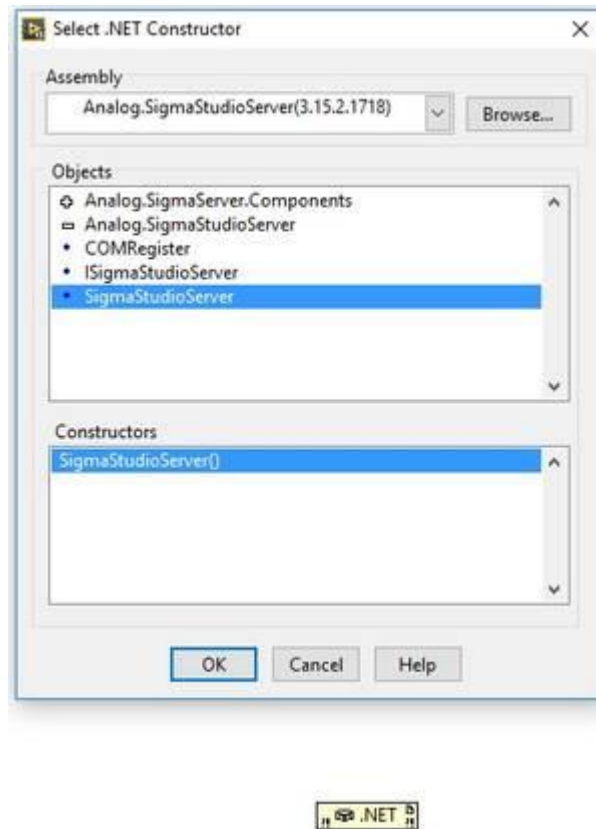 Select .NET Constructor
Assembly
Analog.SigmaStudioServer(3.15.2.1718)
Browse...
Objects
Analog.SigmaServer.Components
Analog.SigmaStudioServer
COMRegister
ISigmaStudioServer
SigmaStudioServer
Constructors
SigmaStudioServer()
OK
Cancel
Help
.NET